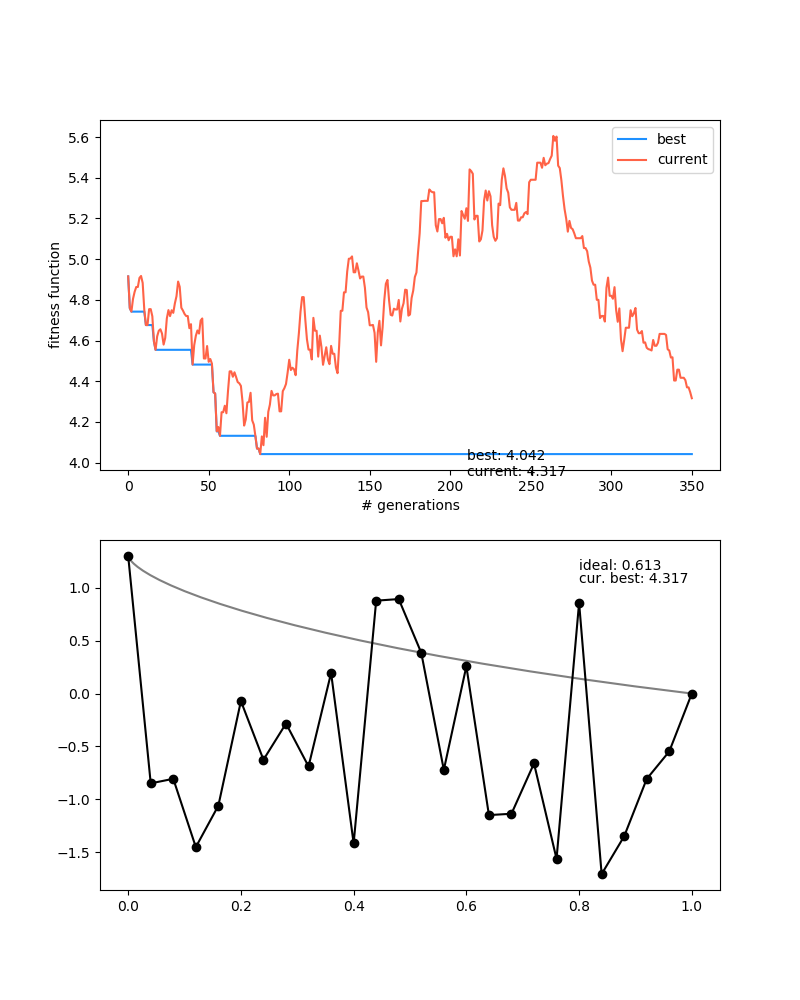 best
current
5.6
5.4
5.2
5.0
4.8
4.6
4.4
4.2
4.0
fitness function
best: 4.042
current: 4.317
0 50 100 150 200 250 300 350
# generations
ideal: 0.613
cur. best: 4.317
1.0
0.5
0.0
−0.5
−1.0
−1.5
0.0 0.2 0.4 0.6 0.8 1.0